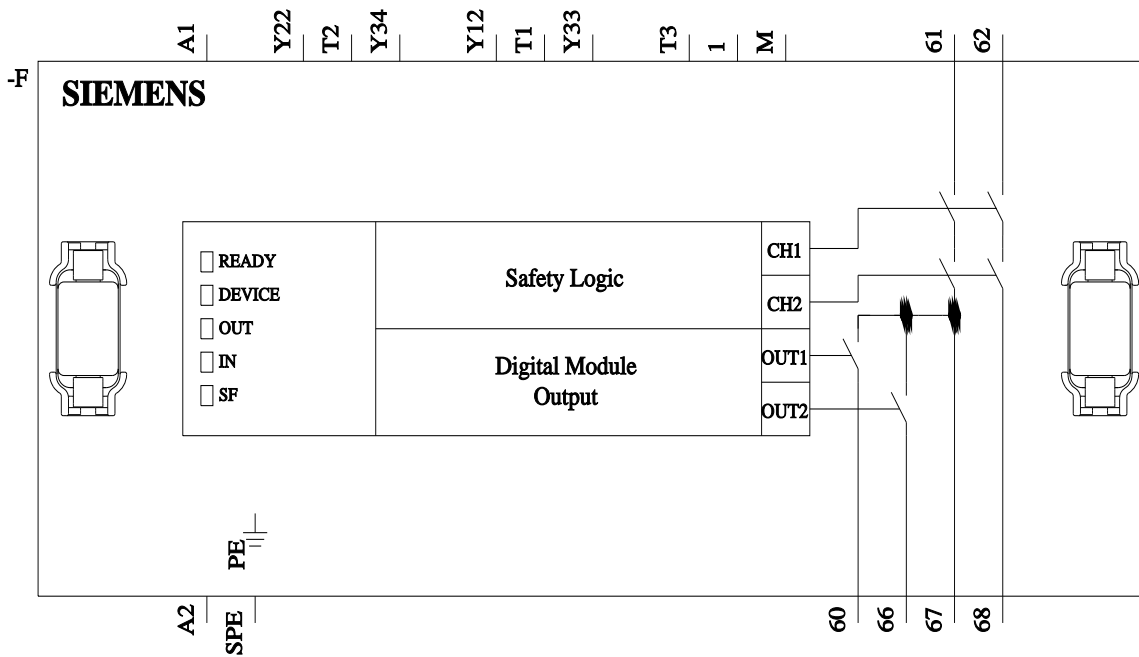 A1
Y22
T2
Y34
Y12
T1
Y33
T3
1
M
61
62
-F
SIEMENS
READY
DEVICE
OUT
IN
SF
Safety Logic
Digital Module
Output
CH1
CH2
OUT1
OUT2
PE
A2
SPE
60
66
67
68